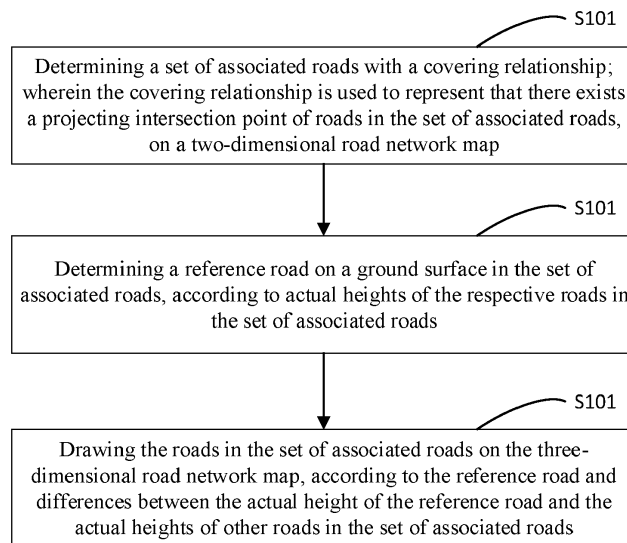 S101
Determining a set of associated roads with a covering relationship;
wherein the covering relationship is used to represent that there exists
a projecting intersection point of roads in the set of associated roads,
on a two-dimensional road network map
S101
Determining a reference road on a ground surface in the set of
associated roads, according to actual heights of the respective roads in
the set of associated roads
S101
Drawing the roads in the set of associated roads on the three-
dimensional road network map, according to the reference road and
differences between the actual height of the reference road and the
actual heights of other roads in the set of associated roads